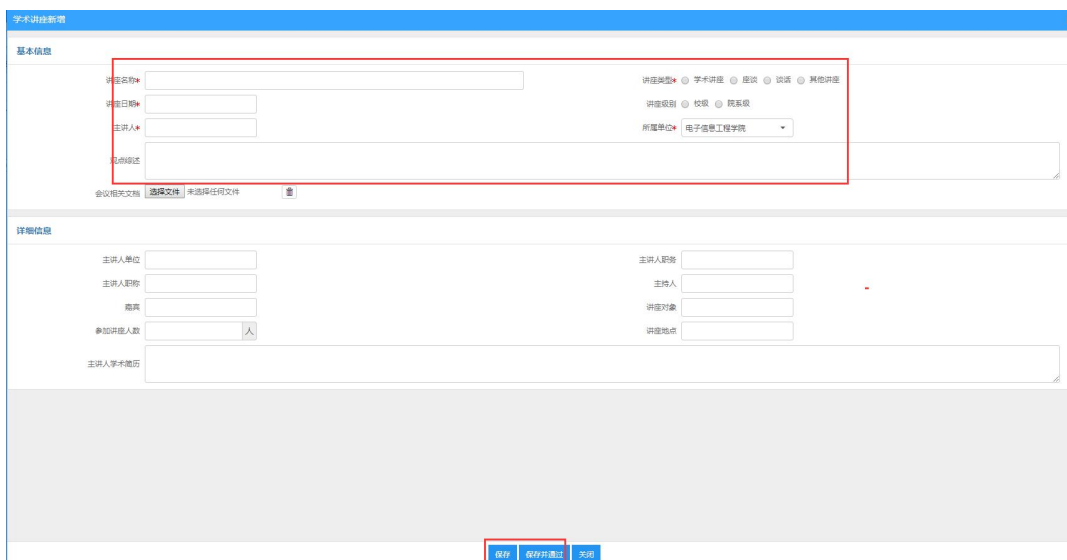 学术讲座新增
基本信息
讲座名称* 讲座类型* 学术讲座 座谈 谈话 其他讲座
讲座日期* 讲座级别 校级 院系级
主讲人* 所属单位* 电子信息工程学院
观点综述
会议相关文档 选择文件 未选择任何文件
详细信息
主讲人单位 主讲人职务
主讲人职称 主持人
嘉宾 讲座对象
参加讲座人数 人 讲座地点
主讲人学术简历
保存 保存并通过 关闭